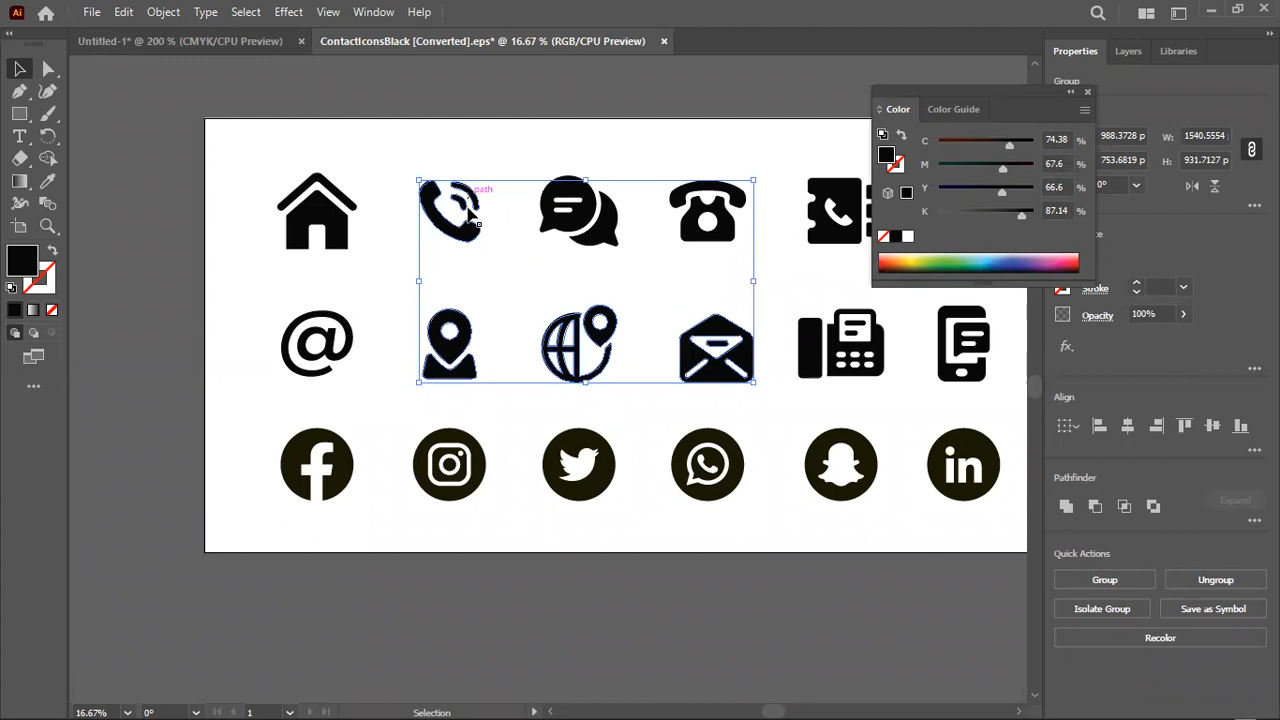 Ai File Edit Object Type Select Effect View Window Help
Untitled-1* @ 200 % (CMYK/CPU Preview) ContactIconsBlack [Converted].eps* @ 16.67 % (RGB/CPU Preview)
Properties Layers Libraries
Group
Color Color Guide
C 74.38 %
M 67.6 %
Y 66.6 %
K 87.14 %
988.3728 p W: 1540.5554
753.6819 p H: 931.7127 p
0°
path
T
@
Stroke
Opacity 100%
fx
Align
Pathfinder
Expand
Quick Actions
Group Ungroup
Isolate Group Save as Symbol
Recolor
f in
16.67% 0° 1 Selection